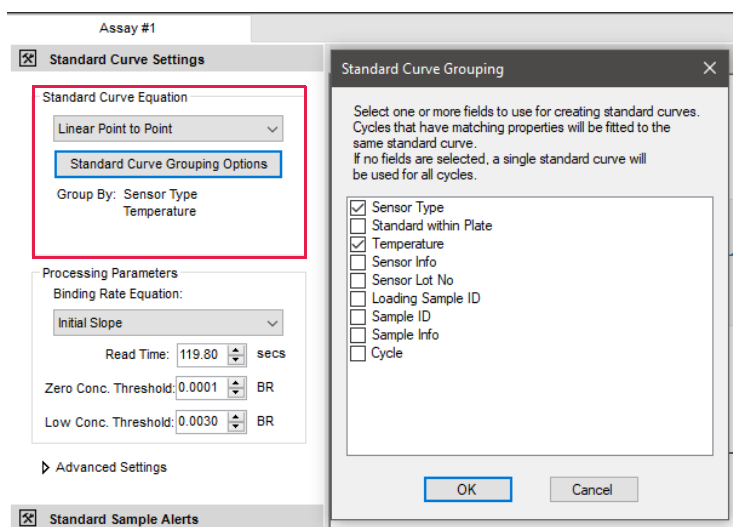 Assay #1
Standard Curve Settings
Standard Curve Equation
Linear Point to Point
Standard Curve Grouping Options
Group By: Sensor Type
Temperature
Processing Parameters
Binding Rate Equation:
Initial Slope
Read Time: 119.80 secs
Zero Conc. Threshold: 0.0001 BR
Low Conc. Threshold: 0.0030 BR
Advanced Settings
Standard Sample Alerts
Standard Curve Grouping
Select one or more fields to use for creating standard curves.
Cycles that have matching properties will be fitted to the
same standard curve.
If no fields are selected, a single standard curve will
be used for all cycles.
Sensor Type
Standard within Plate
Temperature
Sensor Info
Sensor Lot No
Loading Sample ID
Sample ID
Sample Info
Cycle
OK
Cancel